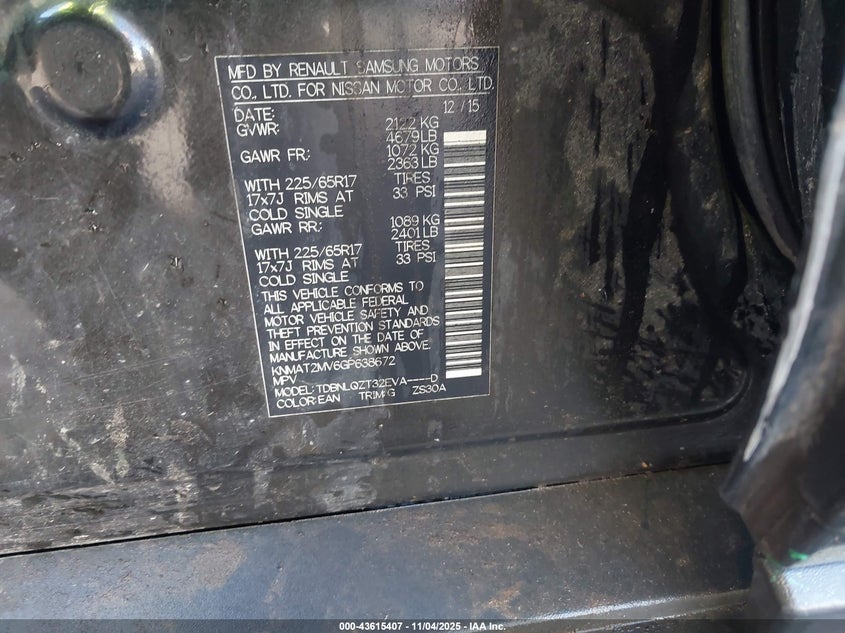 MFD BY RENAULT SAMSUNG MOTORS
CO., LTD. FOR NISSAN MOTOR CO., LTD.
DATE: 12 / 15
GVWR: 2122 KG
4679 LB
GAWR FR.: 1072 KG
2363 LB
WITH 225/65R17 TIRES
17x7J RIMS AT 33 PSI
COLD SINGLE
GAWR RR.: 1089 KG
2401 LB
WITH 225/65R17 TIRES
17x7J RIMS AT 33 PSI
COLD SINGLE
THIS VEHICLE CONFORMS TO
ALL APPLICABLE FEDERAL
MOTOR VEHICLE SAFETY AND
THEFT PREVENTION STANDARDS
IN EFFECT ON THE DATE OF
MANUFACTURE SHOWN ABOVE.
KNMAT2MV6GP638672
MPV
MODEL: TDBNLQZT32EVA----D
COLOR:EAN TRIM:G ZS30A
000-43615407 - 11/04/2025 - IAA Inc.